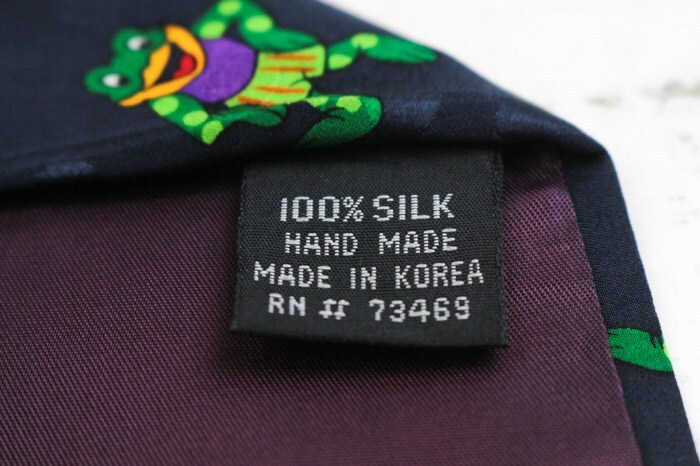 100% SILK
HAND MADE
MADE IN KOREA
RN # 73469